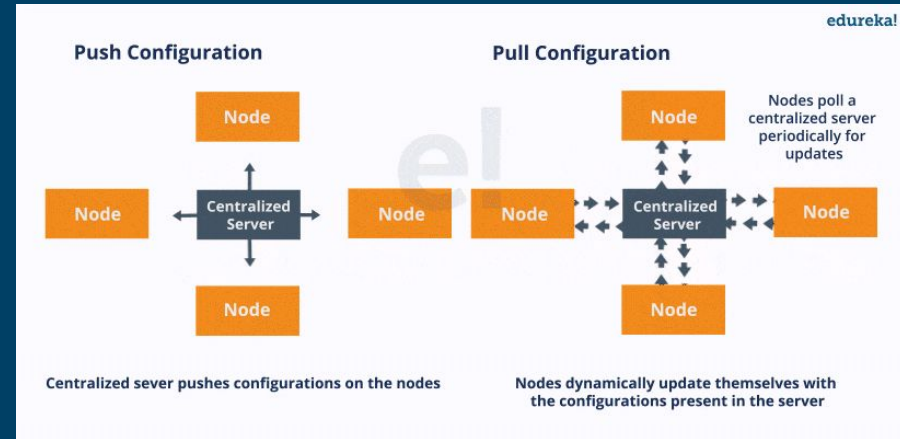 edureka!
Push Configuration
Node
Node
Centralized
Server
Node
Node
Centralized sever pushes configurations on the nodes
Pull Configuration
Node
Nodes poll a
centralized server
periodically for
updates
Node
Centralized
Server
Node
Node
Nodes dynamically update themselves with
the configurations present in the server
e!